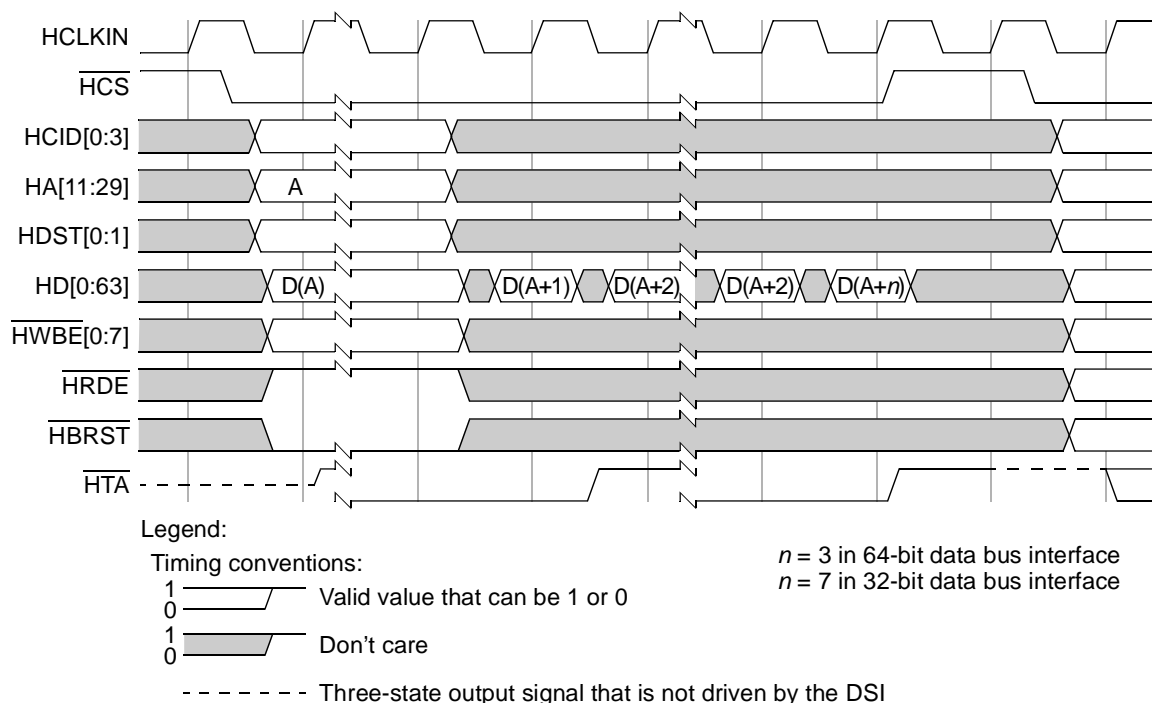 HCLKIN
HCS
HCID[0:3]
HA[11:29] A
HDST[0:1]
HD[0:63] D(A) D(A+1) D(A+2) D(A+2) D(A+n)
HWBE[0:7]
HRDE
HBRST
HTA
Legend:
Timing conventions:
1
0
Valid value that can be 1 or 0
1
0
Don't care
Three-state output signal that is not driven by the DSI
n = 3 in 64-bit data bus interface
n = 7 in 32-bit data bus interface